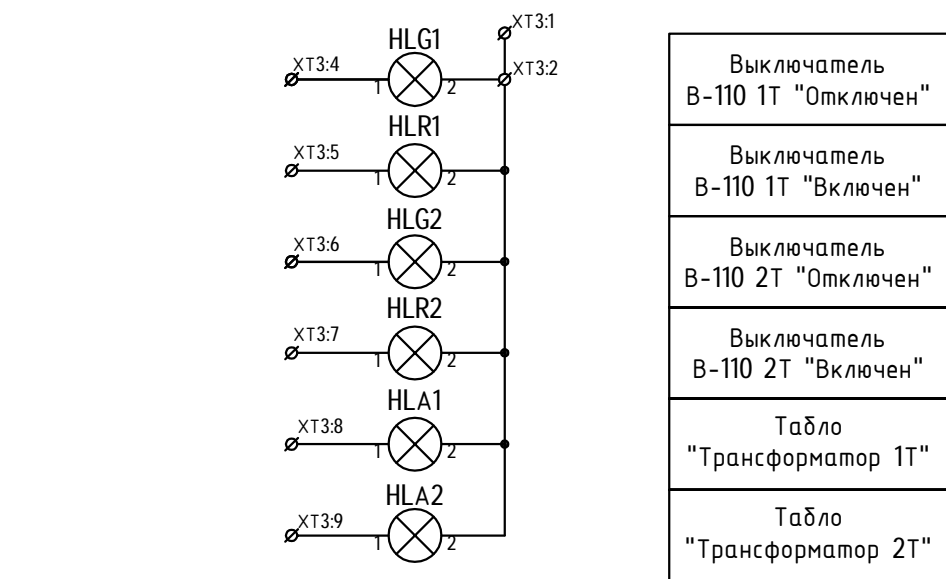 XT3:1
HLG1
XT3:4
XT3:2
1
2
HLR1
XT3:5
1
2
HLG2
XT3:6
1
2
HLR2
XT3:7
1
2
HLA1
XT3:8
1
2
HLA2
XT3:9
1
2
Выключатель
В-110 1Т "Отключен"
Выключатель
В-110 1Т "Включен"
Выключатель
В-110 2Т "Отключен"
Выключатель
В-110 2Т "Включен"
Табло
"Трансформатор 1Т"
Табло
"Трансформатор 2Т"